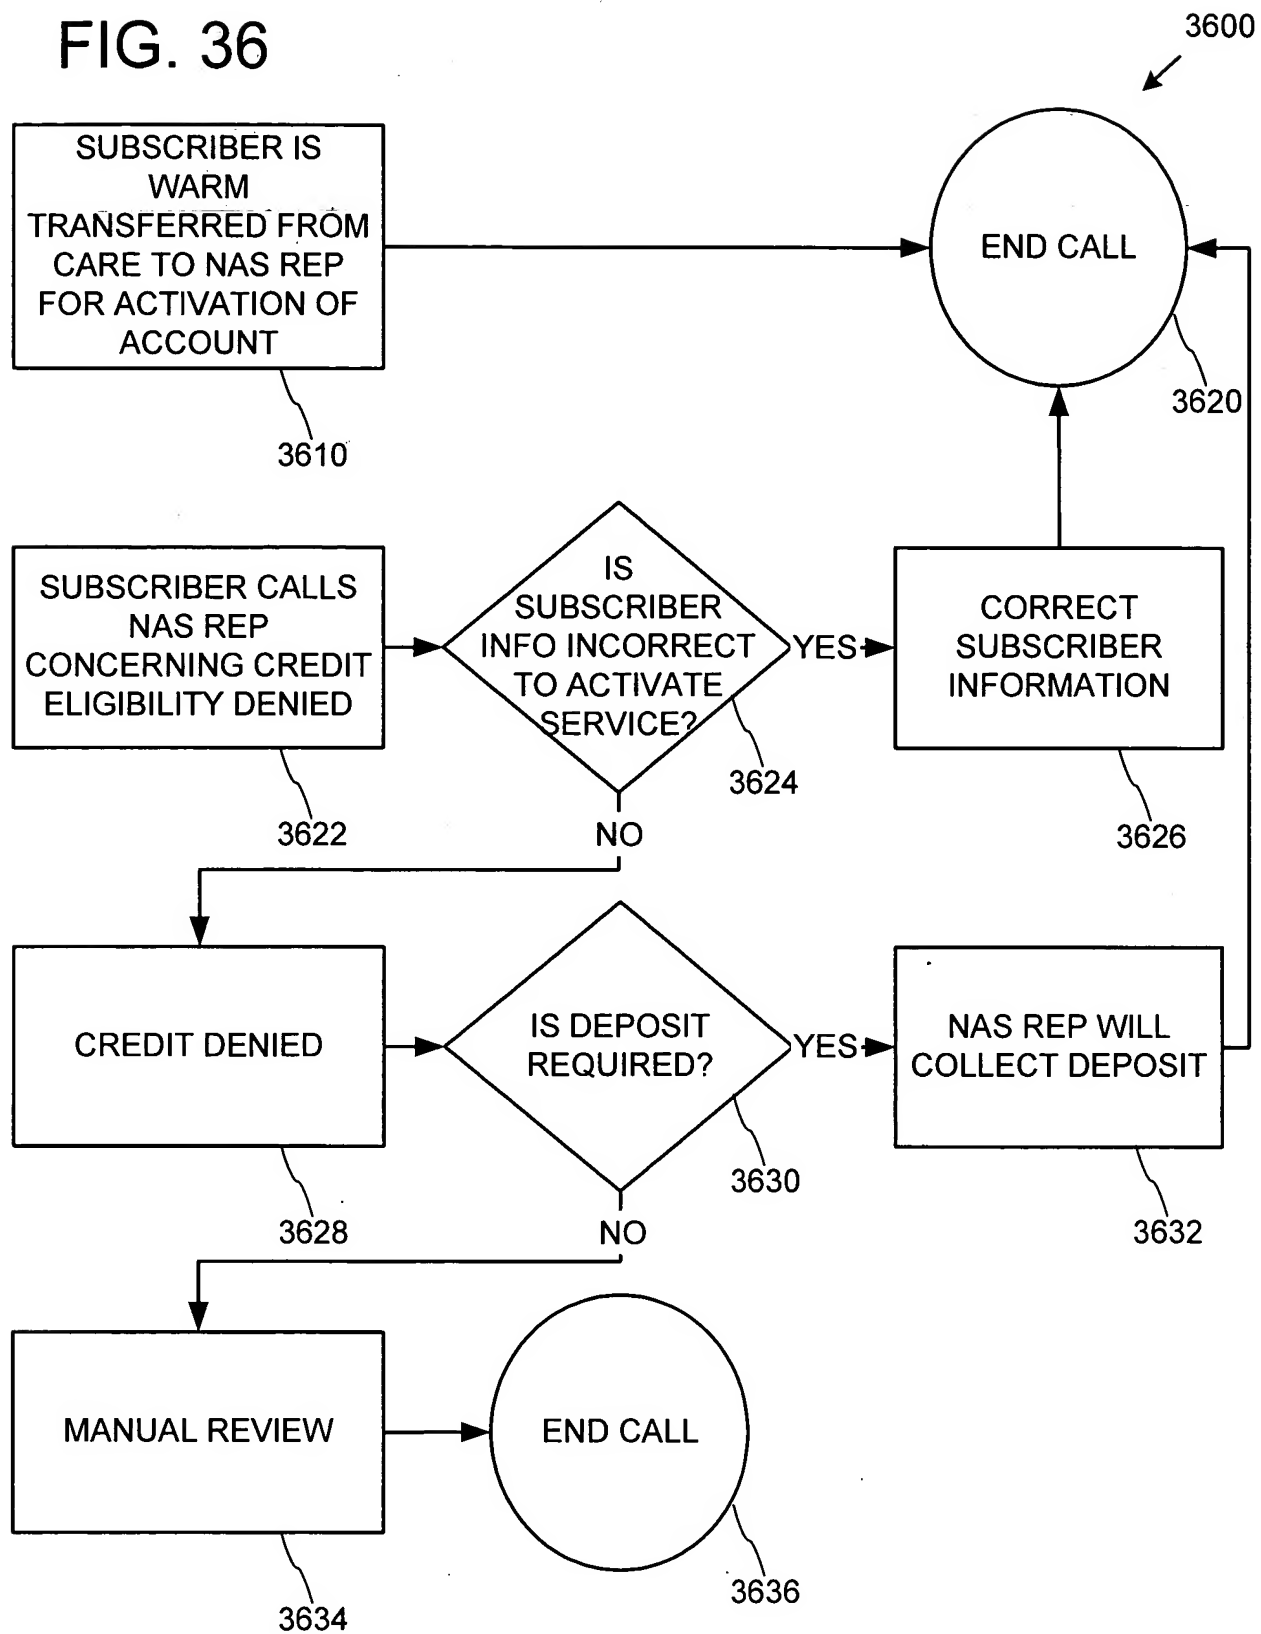 FIG. 36
3600
SUBSCRIBER IS
WARM
TRANSFERRED FROM
CARE TO NAS REP
FOR ACTIVATION OF
ACCOUNT
3610
END CALL
3620
SUBSCRIBER CALLS
NAS REP
CONCERNING CREDIT
ELIGIBILITY DENIED
3622
IS
SUBSCRIBER
INFO INCORRECT
TO ACTIVATE
SERVICE?
3624
YES
CORRECT
SUBSCRIBER
INFORMATION
3626
NO
CREDIT DENIED
3628
IS DEPOSIT
REQUIRED?
3630
YES
NAS REP WILL
COLLECT DEPOSIT
3632
NO
MANUAL REVIEW
3634
END CALL
3636